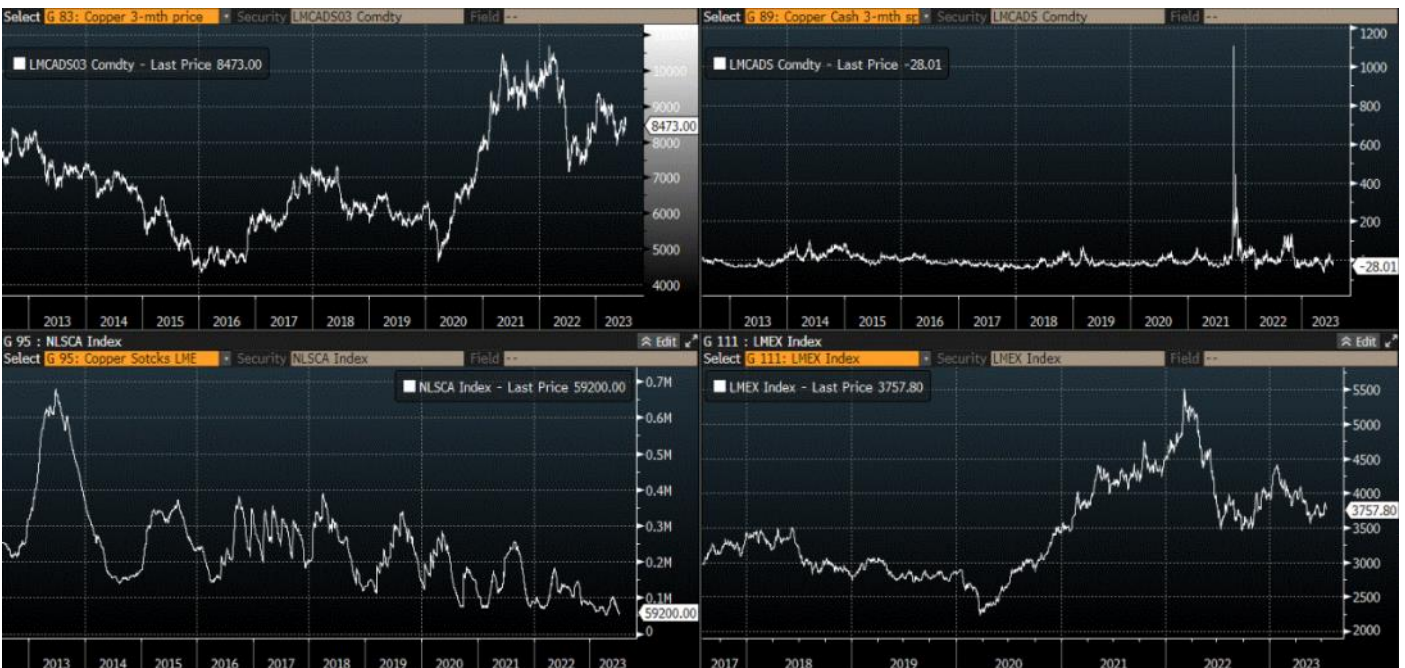 Select G 83: Copper 3-mth price Security LMCADS03 Comdty Field --
LMCADS03 Comdty - Last Price 8473.00
10000
9000
8473.00
8000
7000
6000
5000
4000
2013 2014 2015 2016 2017 2018 2019 2020 2021 2022 2023
Select G 89: Copper Cash 3-mth sp Security LMCADS Comdty Field --
LMCADS Comdty - Last Price -28.01
1200
1000
800
600
400
200
-28.01
2013 2014 2015 2016 2017 2018 2019 2020 2021 2022 2023
G 95 : NLSCA Index
Select G 95: Copper Sotcks LME Security NLSCA Index Field --
NLSCA Index - Last Price 59200.00
0.7M
0.6M
0.5M
0.4M
0.3M
0.2M
0.1M
59200.00
0
2013 2014 2015 2016 2017 2018 2019 2020 2021 2022 2023
G 111 : LMEX Index
Edit
Select G 111: LMEX Index Security LMEX Index Field --
LMEX Index - Last Price 3757.80
5500
5000
4500
4000
3757.80
3500
3000
2500
2000
2017 2018 2019 2020 2021 2022 2023
Edit